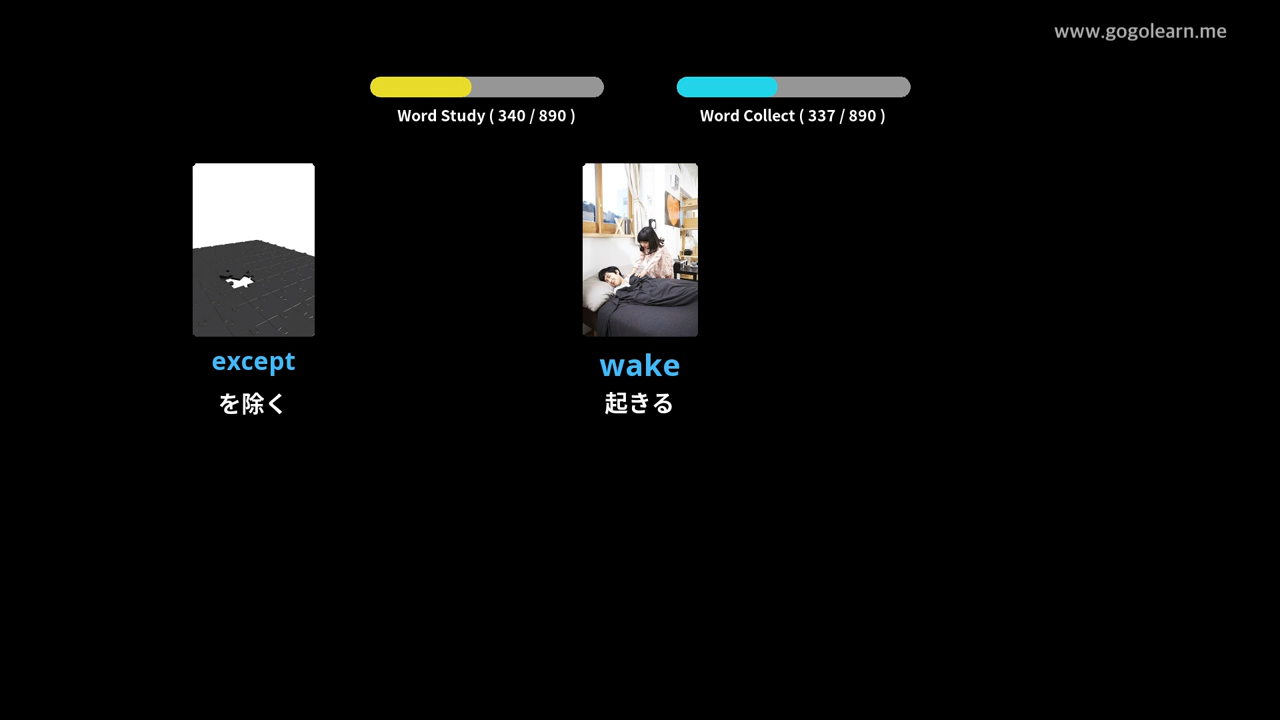 www.gogolearn.me
Word Study ( 340 / 890 )
Word Collect ( 337 / 890 )
except
を除く
wake
起きる